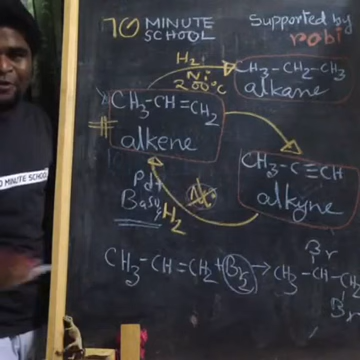 10 MINUTE SCHOOL
Supported by
robi
H2
Ni
200°C
CH3-CH2-CH3
alkane
CH3-CH=CH2
alkene
CH3-C≡CH
alkyne
Pd+
BaSO4
H2
CH3-CH=CH2+Br2→CH3-CH-CH2
Br
Br
10 MINUTE SCHOOL